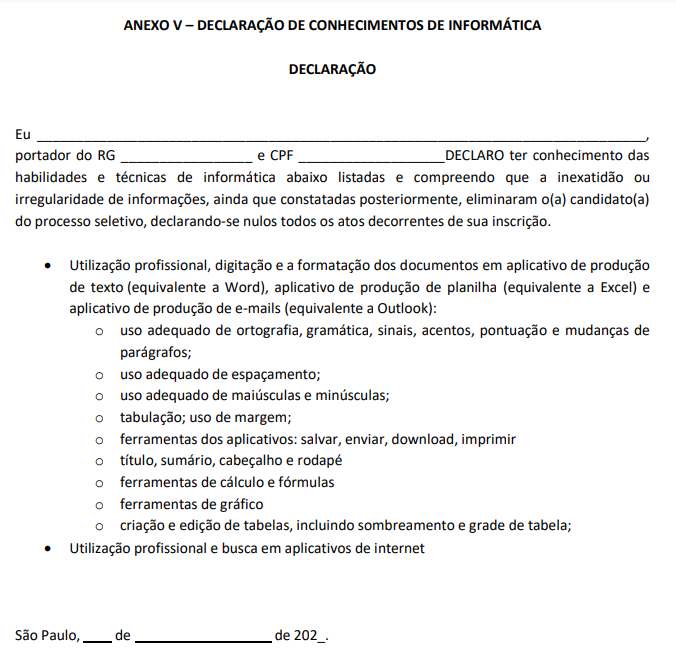 ANEXO V – DECLARAÇÃO DE CONHECIMENTOS DE INFORMÁTICA
DECLARAÇÃO
Eu ______________________________________________________________________________,
portador do RG _________________ e CPF ___________________DECLARO ter conhecimento das
habilidades e técnicas de informática abaixo listadas e compreendo que a inexatidão ou
irregularidade de informações, ainda que constatadas posteriormente, eliminaram o(a) candidato(a)
do processo seletivo, declarando-se nulos todos os atos decorrentes de sua inscrição.
• Utilização profissional, digitação e a formatação dos documentos em aplicativo de produção
de texto (equivalente a Word), aplicativo de produção de planilha (equivalente a Excel) e
aplicativo de produção de e-mails (equivalente a Outlook):
o uso adequado de ortografia, gramática, sinais, acentos, pontuação e mudanças de
parágrafos;
o uso adequado de espaçamento;
o uso adequado de maiúsculas e minúsculas;
o tabulação; uso de margem;
o ferramentas dos aplicativos: salvar, enviar, download, imprimir
o título, sumário, cabeçalho e rodapé
o ferramentas de cálculo e fórmulas
o ferramentas de gráfico
o criação e edição de tabelas, incluindo sombreamento e grade de tabela;
• Utilização profissional e busca em aplicativos de internet
São Paulo, ____ de __________________ de 202_.